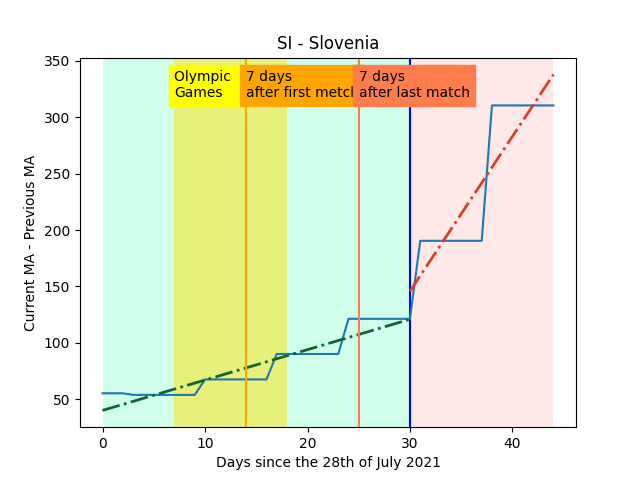 SI - Slovenia
Olympic
Games
7 days
after first
7 days
after last match
Current MA - Previous MA
350
300
250
200
150
100
50
0
10
20
30
40
Days since the 28th of July 2021